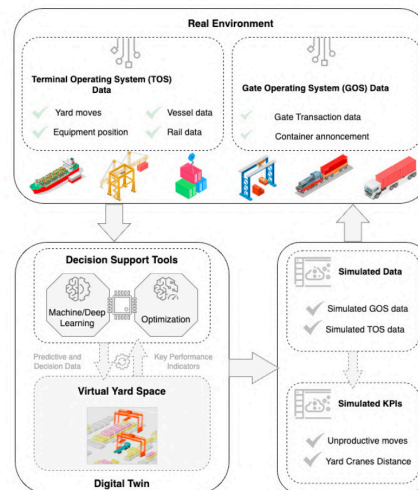 Real Environment
Terminal Operating System (TOS)
Data
Yard moves
Vessel data
Equipment position
Rail data
Gate Operating System (GOS) Data
Gate Transaction data
Container annoncement
Decision Support Tools
Machine/Deep
Learning
Optimization
Predictive and
Decision Data
Key Performance
Indicators
Virtual Yard Space
Digital Twin
Simulated Data
Simulated GOS data
Simulated TOS data
Simulated KPIs
Unproductive moves
Yard Cranes Distance